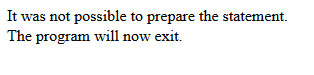 It was not possible to prepare the statement.
The program will now exit.